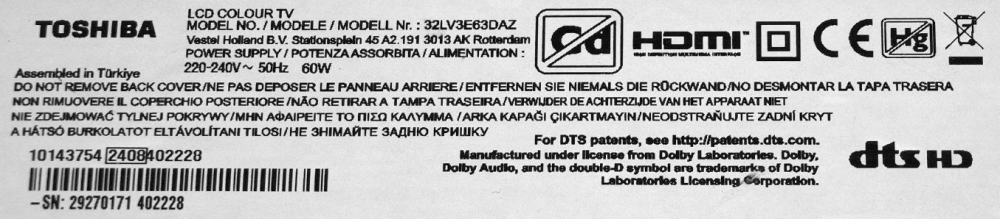 TOSHIBA
LCD COLOUR TV
MODEL NO. / MODELE / MODELL Nr. : 32LV3E63DAZ
Vestel Holland B.V. Stationsplein 45 A2.191 3013 AK Rotterdam
POWER SUPPLY / POTENZA ASSORBITA / ALIMENTATION :
220-240V~ 50Hz 60W
Cd
HDMI™
HIGH DEFINITION MULTIMEDIA INTERFACE
CE
Hg
Assembled in Türkiye
DO NOT REMOVE BACK COVER/NE PAS DEPOSER LE PANNEAU ARRIERE/ENTFERNEN SIE NIEMALS DIE RÜCKWAND/NO DESMONTAR LA TAPA TRASERA
NON RIMUOVERE IL COPERCHIO POSTERIORE/NÃO RETIRAR A TAMPA TRASEIRA/VERWIJDER DE ACHTERZIJDE VAN HET APPARAAT NIET
NIE ZDEJMOWAĆ TYLNEJ POKRYWY/ΜΗΝ ΑΦΑΙΡΕΙΤΕ ΤΟ ΠΙΣΩ ΚΑΛΥΜΜΑ /ARKA KAPAĞI ÇIKARTMAYIN/NEODSTRAŇUJTE ZADNÍ KRYT
A HÁTSÓ BURKOLATOT ELTÁVOLÍTANI TILOS!/НЕ ЗНІМАЙТЕ ЗАДНЮ КРИШКУ
10143754 2408402228
-SN: 29270171 402228
For DTS patents, see http://patents.dts.com.
Manufactured under license from Dolby Laboratories. Dolby,
Dolby Audio, and the double-D symbol are trademarks of Dolby
Laboratories Licensing Corporation.
dts HD